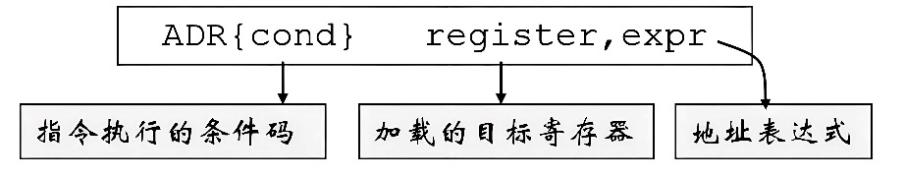 ADR{cond} register,expr
指令执行的条件码 加载的目标寄存器 地址表达式